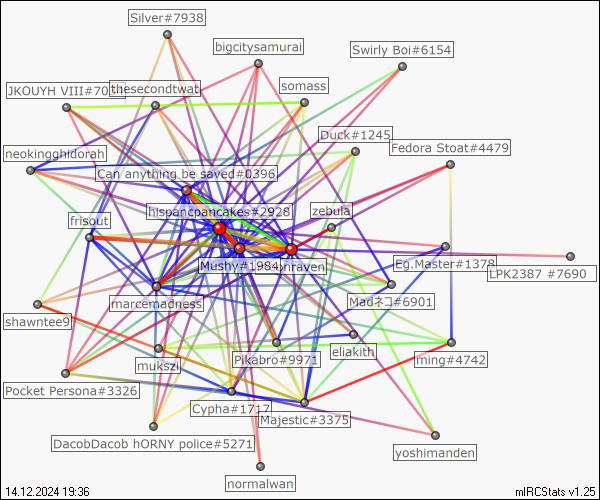 Silver#7938
bigcitysamurai
Swirly Boi#6154
JKOUYH VIII#70
thesecondtwat
somass
Duck#1245
Fedora Stoat#4479
neokingghidorah
Can anything be saved#0396
hispancpancakes#2928
zebula
frisout
Mushy#1984
nraven
Eg.Master#1378
LPK2387 #7690
marcemadness
Madネコ#6901
shawntee9
Pikabro#9971
eliakith
ming#4742
mukszi
Pocket Persona#3326
Cypha#1717
Majestic#3375
DacobDacob hORNY police#5271
yoshimanden
normalwan
14.12.2024 19:36
mIRCStats v1.25